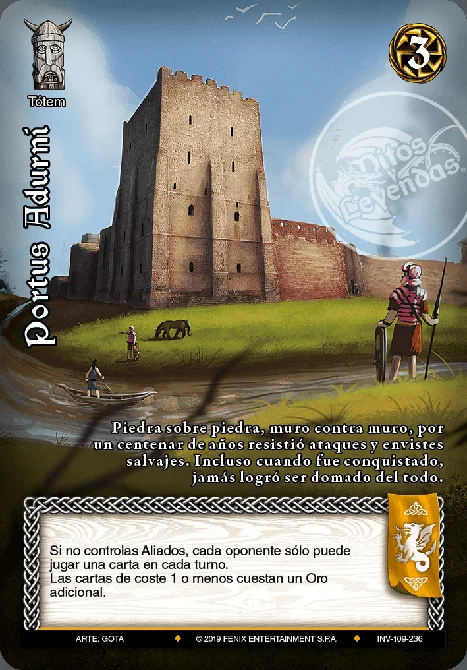 3
Tótem
Portus Adurni
Mitos y
Leyendas
Piedra sobre piedra, muro contra muro, por
un centenar de años resistió ataques y envistes
salvajes. Incluso cuando fue conquistado,
jamás logró ser domado del todo.
Si no controlas Aliados, cada oponente sólo puede
jugar una carta en cada turno.
Las cartas de coste 1 o menos cuestan un Oro
adicional.
ARTE: GOTA
© 2019 FENIX ENTERTAINMENT S.P.A.
INV-109-236